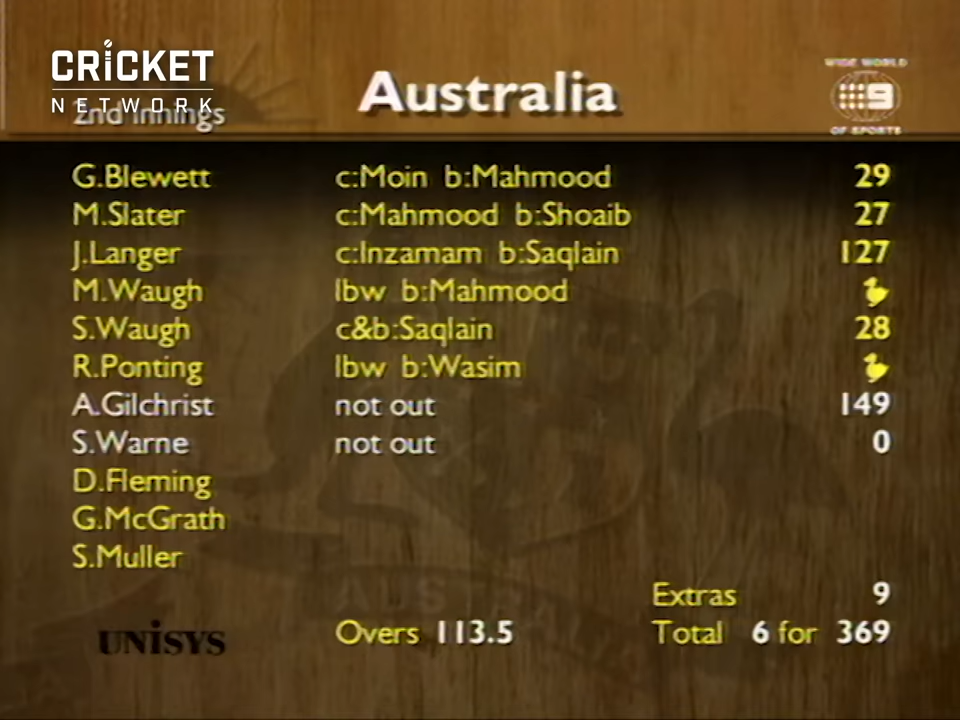 CRICKET
NETWORK
2nd Innings
Australia
WIDE WORLD
9
OF SPORTS
G.Blewett c:Moin b:Mahmood 29
M.Slater c:Mahmood b:Shoaib 27
J.Langer c:Inzamam b:Saqlain 127
M.Waugh lbw b:Mahmood
S.Waugh c&b:Saqlain 28
R.Ponting lbw b:Wasim
A.Gilchrist not out 149
S.Warne not out 0
D.Fleming
G.McGrath
S.Muller
AUSTRALIA
Extras 9
UNiSYS Overs 113.5 Total 6 for 369